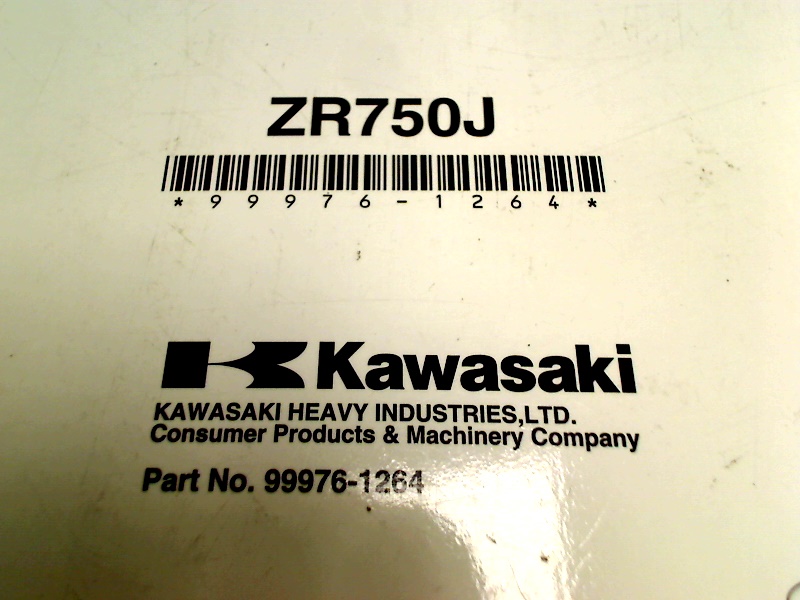 ZR750J
*99976-1264*
Kawasaki
KAWASAKI HEAVY INDUSTRIES,LTD.
Consumer Products & Machinery Company
Part No. 99976-1264